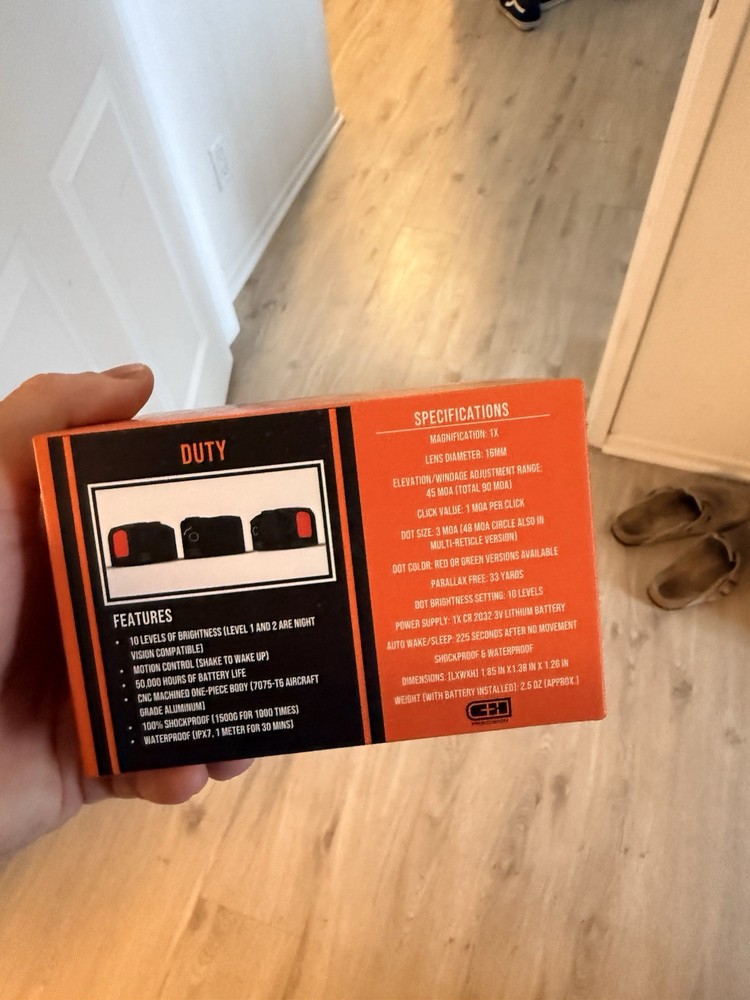 DUTY
FEATURES
• 10 LEVELS OF BRIGHTNESS (LEVEL 1 AND 2 ARE NIGHT
VISION COMPATIBLE)
• MOTION CONTROL (SHAKE TO WAKE UP)
• 50,000 HOURS OF BATTERY LIFE
• CNC MACHINED ONE-PIECE BODY (7075-T6 AIRCRAFT
GRADE ALUMINUM)
• 100% SHOCKPROOF (1500G FOR 1000 TIMES)
• WATERPROOF (IPX7, 1 METER FOR 30 MINS)
SPECIFICATIONS
MAGNIFICATION: 1X
LENS DIAMETER: 16MM
ELEVATION/WINDAGE ADJUSTMENT RANGE:
45 MOA (TOTAL 90 MOA)
CLICK VALUE: 1 MOA PER CLICK
DOT SIZE: 3 MOA (48 MOA CIRCLE ALSO IN
MULTI-RETICLE VERSION)
DOT COLOR: RED OR GREEN VERSIONS AVAILABLE
PARALLAX FREE: 33 YARDS
DOT BRIGHTNESS SETTING: 10 LEVELS
POWER SUPPLY: 1X CR 2032 3V LITHIUM BATTERY
AUTO WAKE/SLEEP: 225 SECONDS AFTER NO MOVEMENT
SHOCKPROOF & WATERPROOF
DIMENSIONS: (LXWXH) 1.85 IN X 1.38 IN X 1.26 IN
WEIGHT (WITH BATTERY INSTALLED): 2.5 OZ (APPROX.)
PRECISION